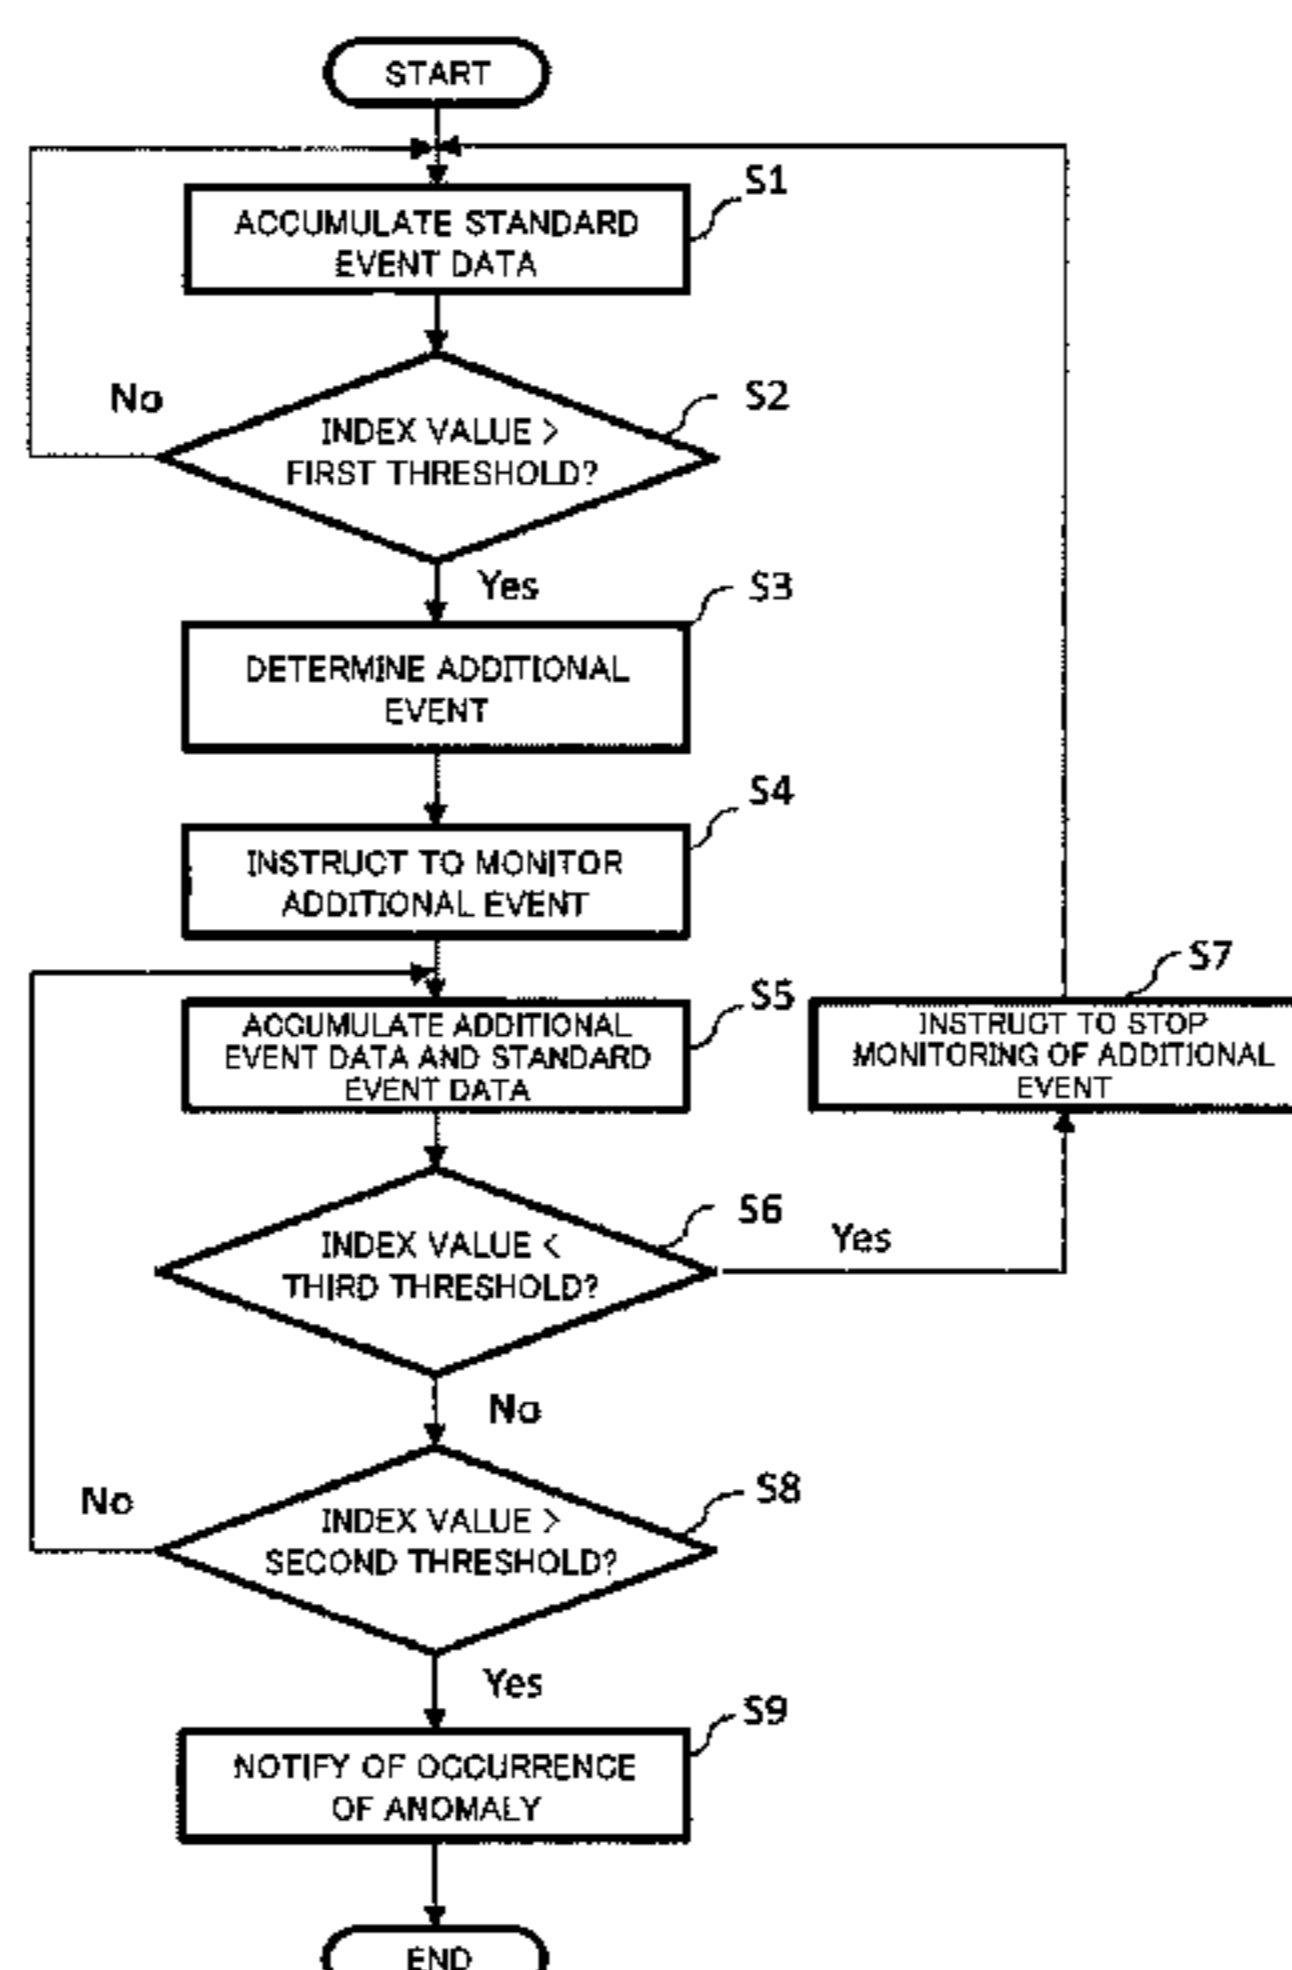 START
S1
ACCUMULATE STANDARD
EVENT DATA
No
S2
INDEX VALUE >
FIRST THRESHOLD?
Yes
S3
DETERMINE ADDITIONAL
EVENT
S4
INSTRUCT TO MONITOR
ADDITIONAL EVENT
S5
ACCUMULATE ADDITIONAL
EVENT DATA AND STANDARD
EVENT DATA
S7
INSTRUCT TO STOP
MONITORING OF ADDITIONAL
EVENT
S6
INDEX VALUE <
THIRD THRESHOLD?
Yes
No
No
S8
INDEX VALUE >
SECOND THRESHOLD?
Yes
S9
NOTIFY OF OCCURRENCE
OF ANOMALY
END